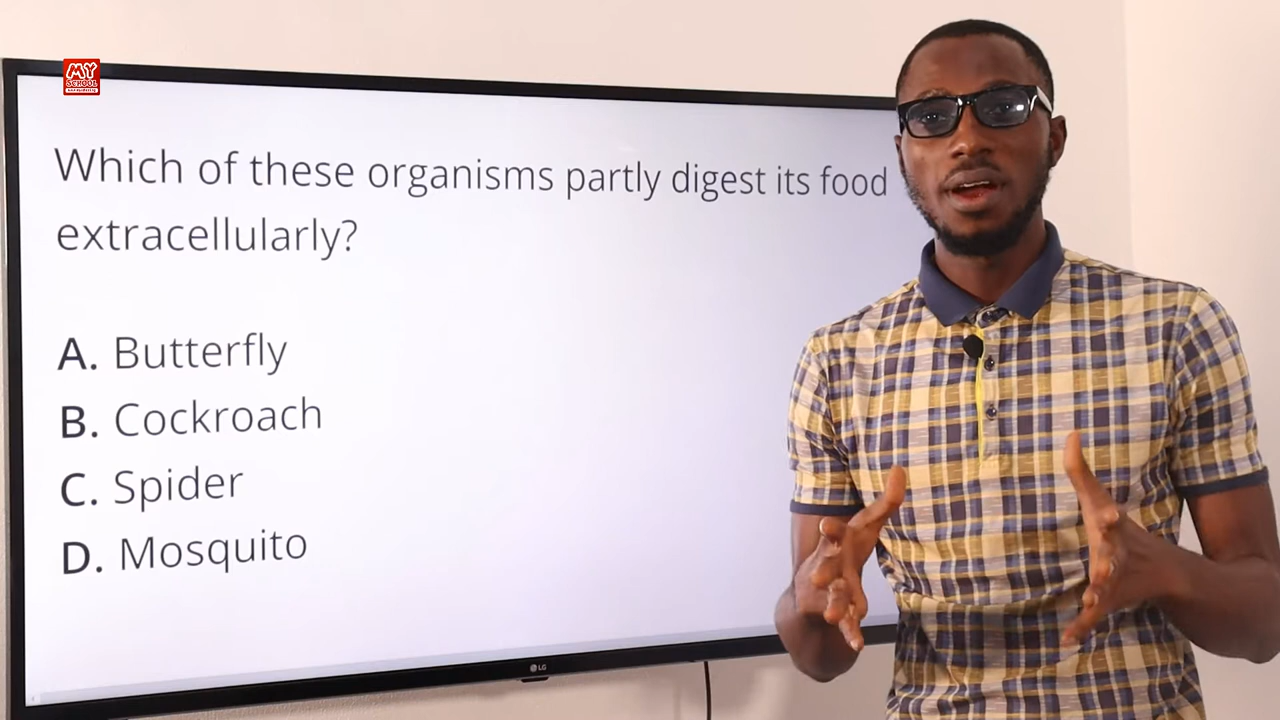 MY
SCHOOL
Which of these organisms partly digest its food
extracellularly?
A. Butterfly
B. Cockroach
C. Spider
D. Mosquito
LG